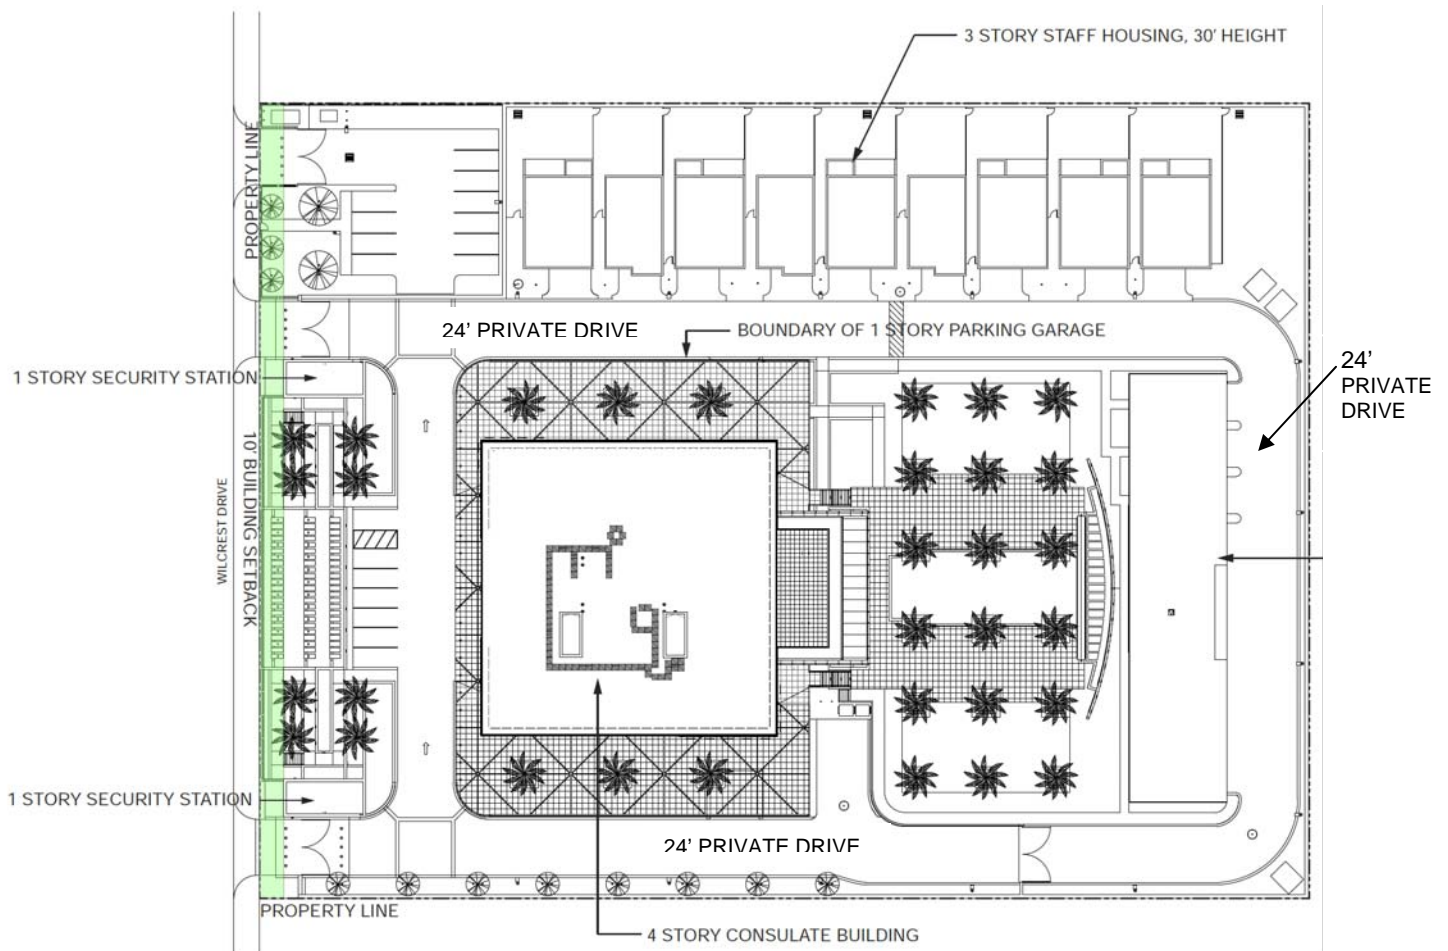 3 STORY STAFF HOUSING, 30' HEIGHT
PROPERTY LINE
24' PRIVATE DRIVE
BOUNDARY OF 1 STORY PARKING GARAGE
1 STORY SECURITY STATION
24'
PRIVATE
DRIVE
WILCREST DRIVE
10' BUILDING SETBACK
1 STORY SECURITY STATION
24' PRIVATE DRIVE
PROPERTY LINE
4 STORY CONSULATE BUILDING